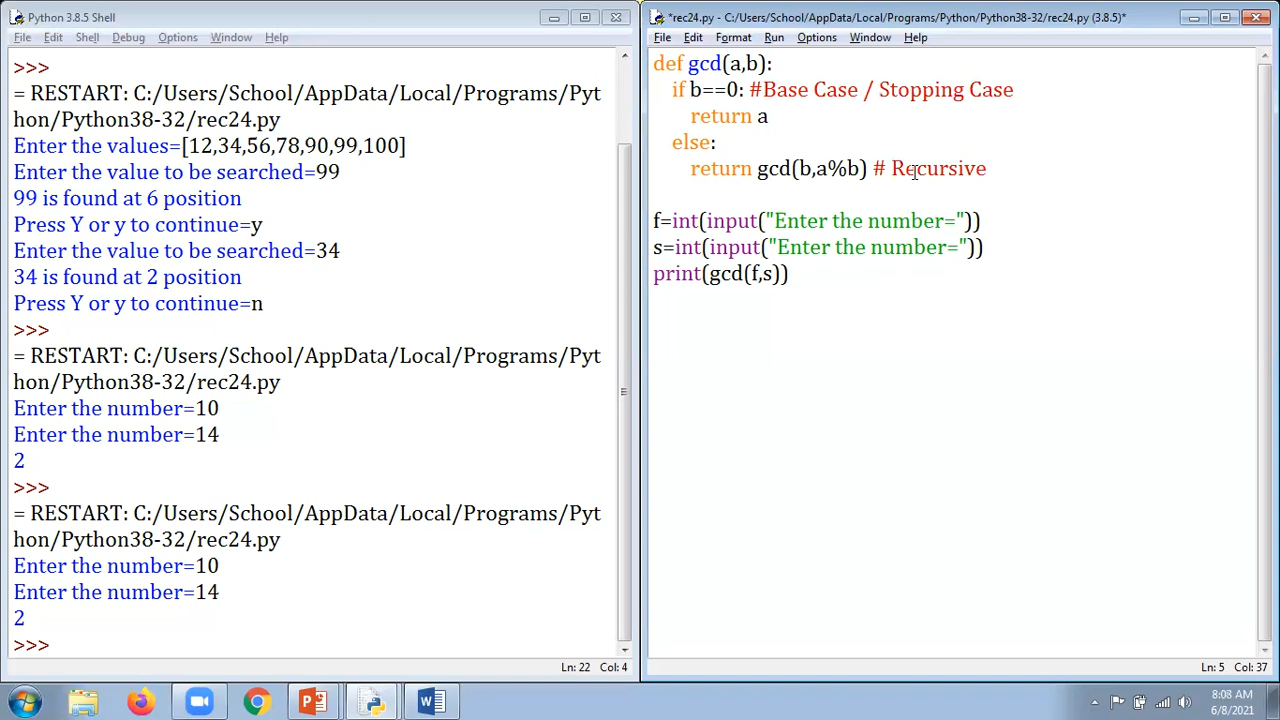 Python 3.8.5 Shell
File Edit Shell Debug Options Window Help
>>>
= RESTART: C:/Users/School/AppData/Local/Programs/Pyt
hon/Python38-32/rec24.py
Enter the values=[12,34,56,78,90,99,100]
Enter the value to be searched=99
99 is found at 6 position
Press Y or y to continue=y
Enter the value to be searched=34
34 is found at 2 position
Press Y or y to continue=n
>>>
= RESTART: C:/Users/School/AppData/Local/Programs/Pyt
hon/Python38-32/rec24.py
Enter the number=10
Enter the number=14
2
>>>
= RESTART: C:/Users/School/AppData/Local/Programs/Pyt
hon/Python38-32/rec24.py
Enter the number=10
Enter the number=14
2
>>>
Ln: 22 Col: 4
*rec24.py - C:/Users/School/AppData/Local/Programs/Python/Python38-32/rec24.py (3.8.5)*
File Edit Format Run Options Window Help
def gcd(a,b):
if b==0: #Base Case / Stopping Case
return a
else:
return gcd(b,a%b) # Recursive
f=int(input("Enter the number="))
s=int(input("Enter the number="))
print(gcd(f,s))
Ln: 5 Col: 37
8:08 AM
6/8/2021